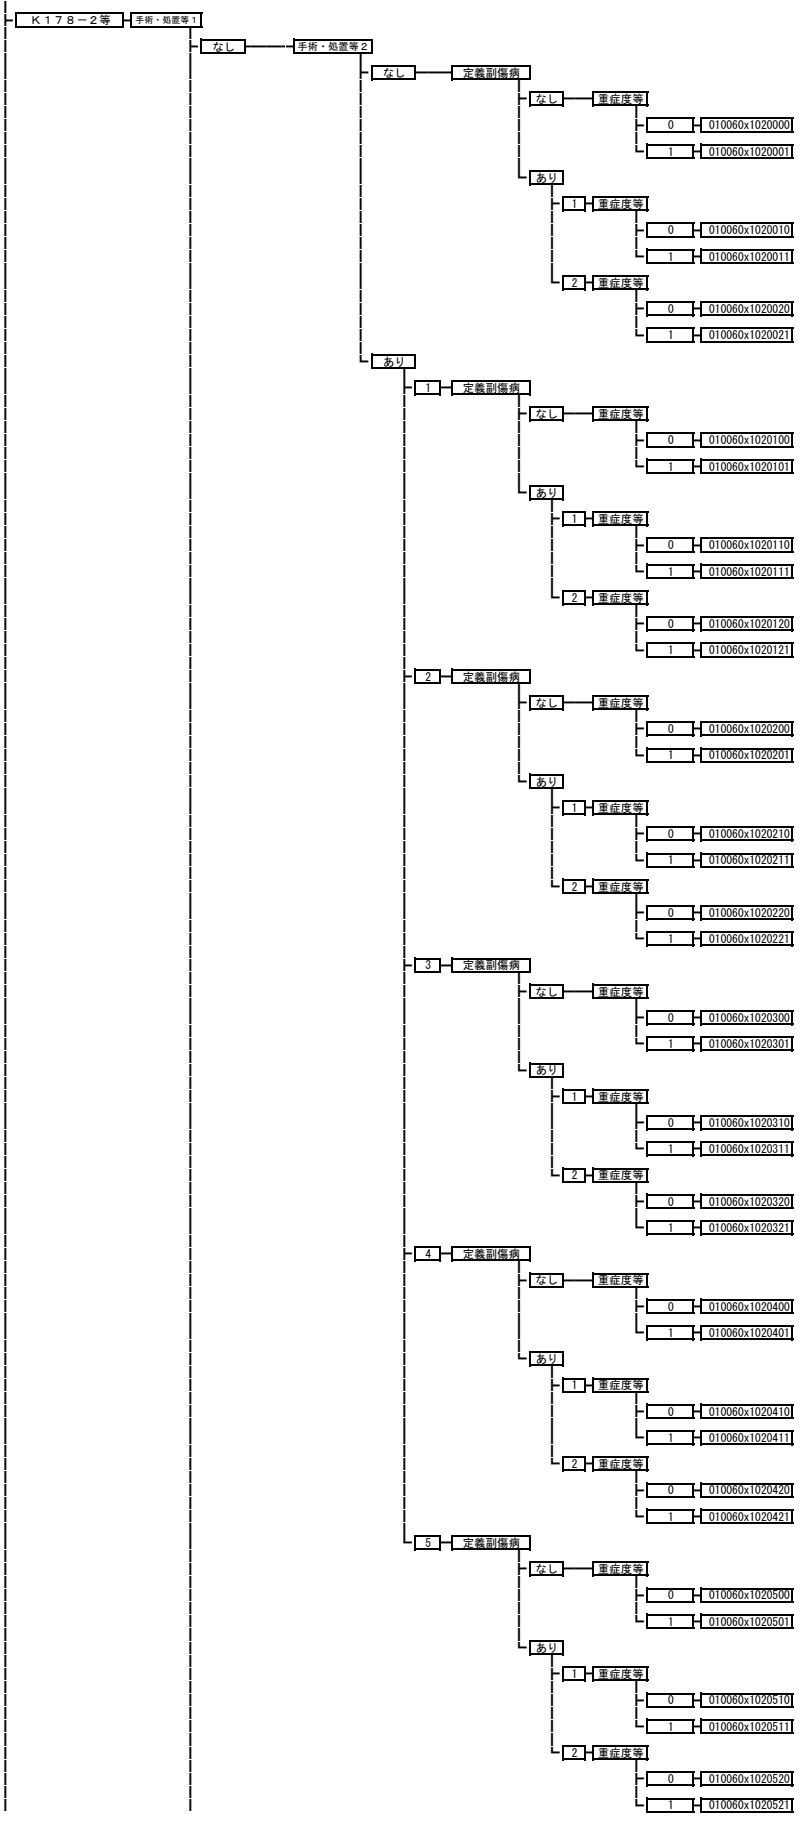 Ｋ１７８－２等 手術・処置等１
なし 手術・処置等２
なし 定義副傷病
なし 重症度等
0 010060x1020000
1 010060x1020001
あり
1 重症度等
0 010060x1020010
1 010060x1020011
2 重症度等
0 010060x1020020
1 010060x1020021
あり
1 定義副傷病
なし 重症度等
0 010060x1020100
1 010060x1020101
あり
1 重症度等
0 010060x1020110
1 010060x1020111
2 重症度等
0 010060x1020120
1 010060x1020121
2 定義副傷病
なし 重症度等
0 010060x1020200
1 010060x1020201
あり
1 重症度等
0 010060x1020210
1 010060x1020211
2 重症度等
0 010060x1020220
1 010060x1020221
3 定義副傷病
なし 重症度等
0 010060x1020300
1 010060x1020301
あり
1 重症度等
0 010060x1020310
1 010060x1020311
2 重症度等
0 010060x1020320
1 010060x1020321
4 定義副傷病
なし 重症度等
0 010060x1020400
1 010060x1020401
あり
1 重症度等
0 010060x1020410
1 010060x1020411
2 重症度等
0 010060x1020420
1 010060x1020421
5 定義副傷病
なし 重症度等
0 010060x1020500
1 010060x1020501
あり
1 重症度等
0 010060x1020510
1 010060x1020511
2 重症度等
0 010060x1020520
1 010060x1020521